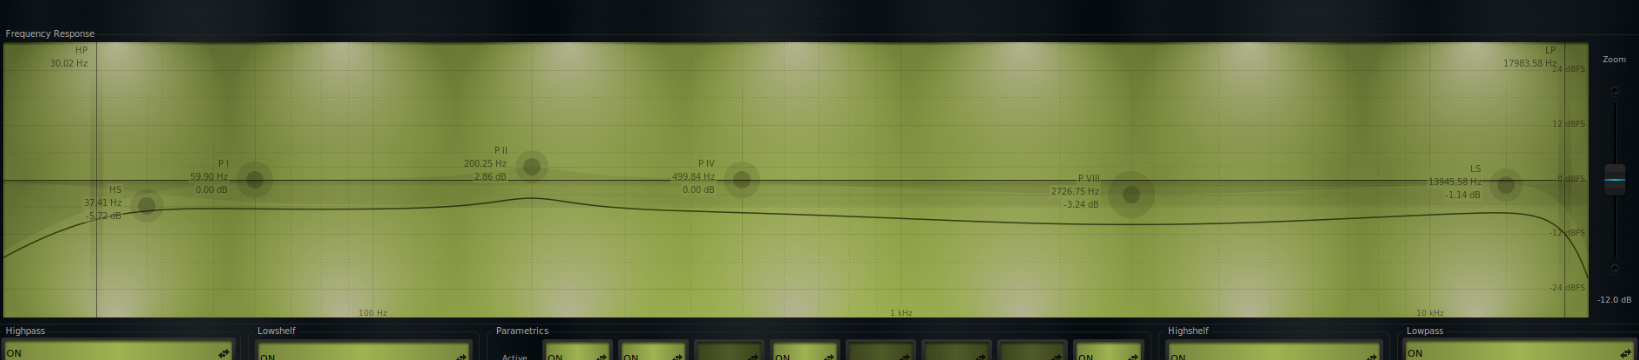 Frequency Response
HP
30.02 Hz
LP
17983.58 Hz
Zoom
24 dBFS
12 dBFS
P II
200.25 Hz
2.86 dB
P I
59.90 Hz
0.00 dB
P IV
499.84 Hz
0.00 dB
P VIII
2726.75 Hz
-3.24 dB
LS
13945.58 Hz
-1.14 dB
0 dBFS
HS
37.41 Hz
-5.72 dB
-12 dBFS
-24 dBFS
-12.0 dB
100 Hz
1 kHz
10 kHz
Highpass
Lowshelf
Parametrics
Highshelf
Lowpass
ON
ON
Active
ON
ON
ON
ON
ON
ON